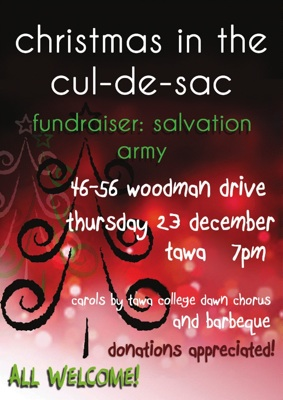 christmas in the
cul-de-sac
fundraiser: salvation
army
46-56 woodman drive
thursday 23 december
tawa 7pm
carols by tawa college dawn chorus
and barbeque
donations appreciated!
ALL WELCOME!